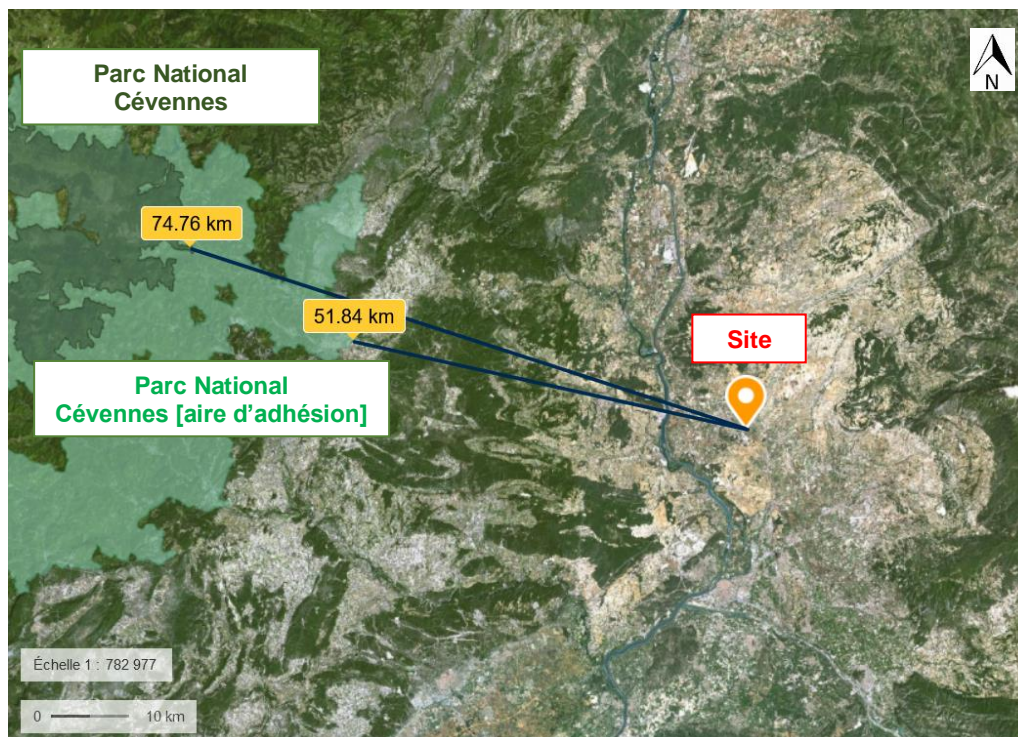 Parc National
Cévennes
N
74.76 km
51.84 km
Site
Parc National
Cévennes [aire d’adhésion]
Échelle 1 : 782 977
0 10 km